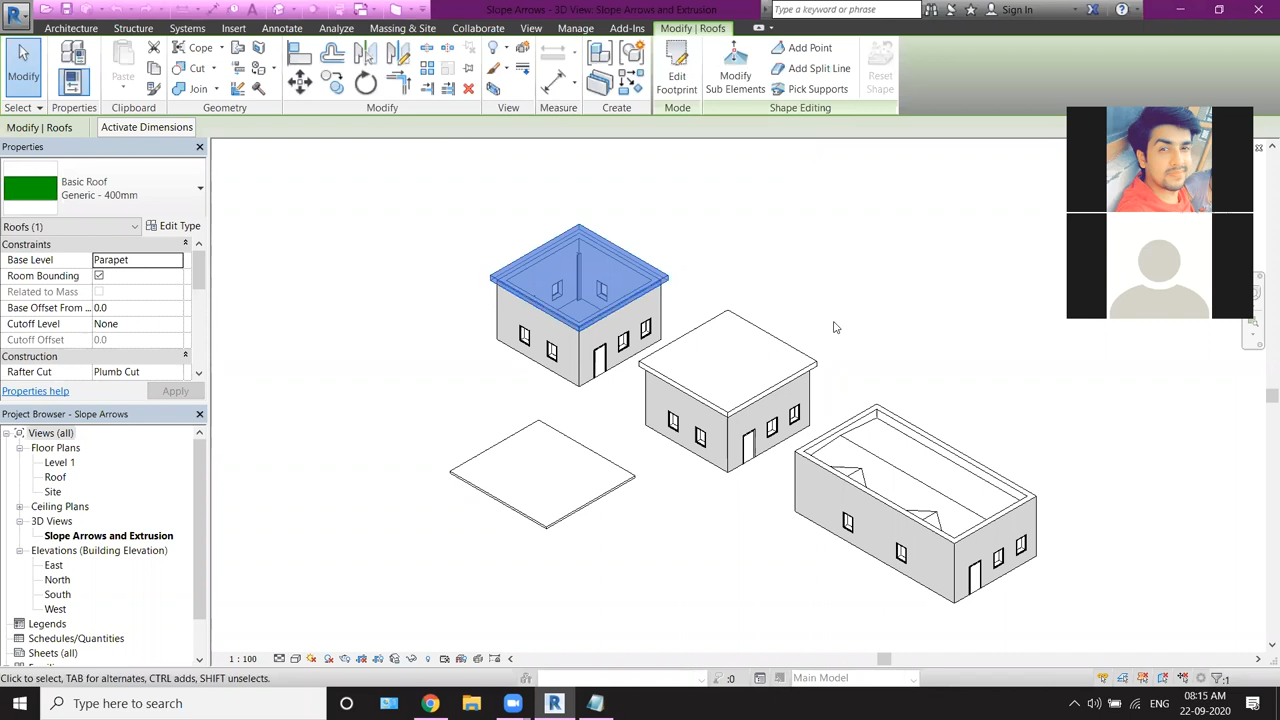 Slope Arrows - 3D View: Slope Arrows and Extrusion
Type a keyword or phrase
Sign In
Architecture Structure Systems Insert Annotate Analyze Massing & Site Collaborate View Manage Add-Ins Modify | Roofs
Modify
Paste
Cope
Cut
Join
Edit Footprint
Modify Sub Elements
Add Point
Add Split Line
Pick Supports
Reset Shape
Select Properties Clipboard Geometry Modify View Measure Create Mode Shape Editing
Modify | Roofs
Activate Dimensions
Properties
Basic Roof
Generic - 400mm
Roofs (1)
Edit Type
Constraints
Base Level Parapet
Room Bounding
Related to Mass
Base Offset From ... 0.0
Cutoff Level None
Cutoff Offset 0.0
Construction
Rafter Cut Plumb Cut
Properties help
Apply
Project Browser - Slope Arrows
Views (all)
Floor Plans
Level 1
Roof
Site
Ceiling Plans
3D Views
Slope Arrows and Extrusion
Elevations (Building Elevation)
East
North
South
West
Legends
Schedules/Quantities
Sheets (all)
1 : 100
Click to select, TAB for alternates, CTRL adds, SHIFT unselects.
:0
Main Model
:1
Type here to search
08:15 AM
22-09-2020